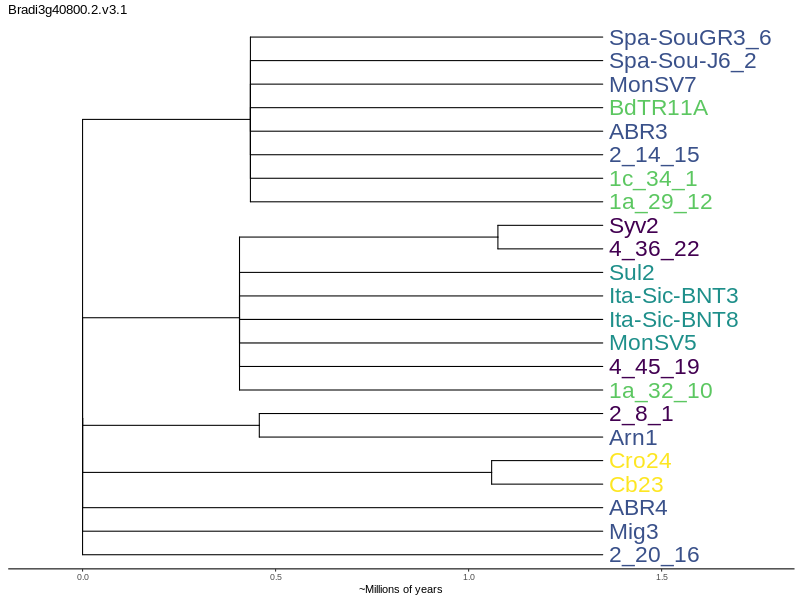 Bradi3g40800.2.v3.1
Spa-SouGR3_6
Spa-Sou-J6_2
MonSV7
BdTR11A
ABR3
2_14_15
1c_34_1
1a_29_12
Syv2
4_36_22
Sul2
Ita-Sic-BNT3
Ita-Sic-BNT8
MonSV5
4_45_19
1a_32_10
2_8_1
Arn1
Cro24
Cb23
ABR4
Mig3
2_20_16
0.0 0.5 1.0 1.5
~Millions of years